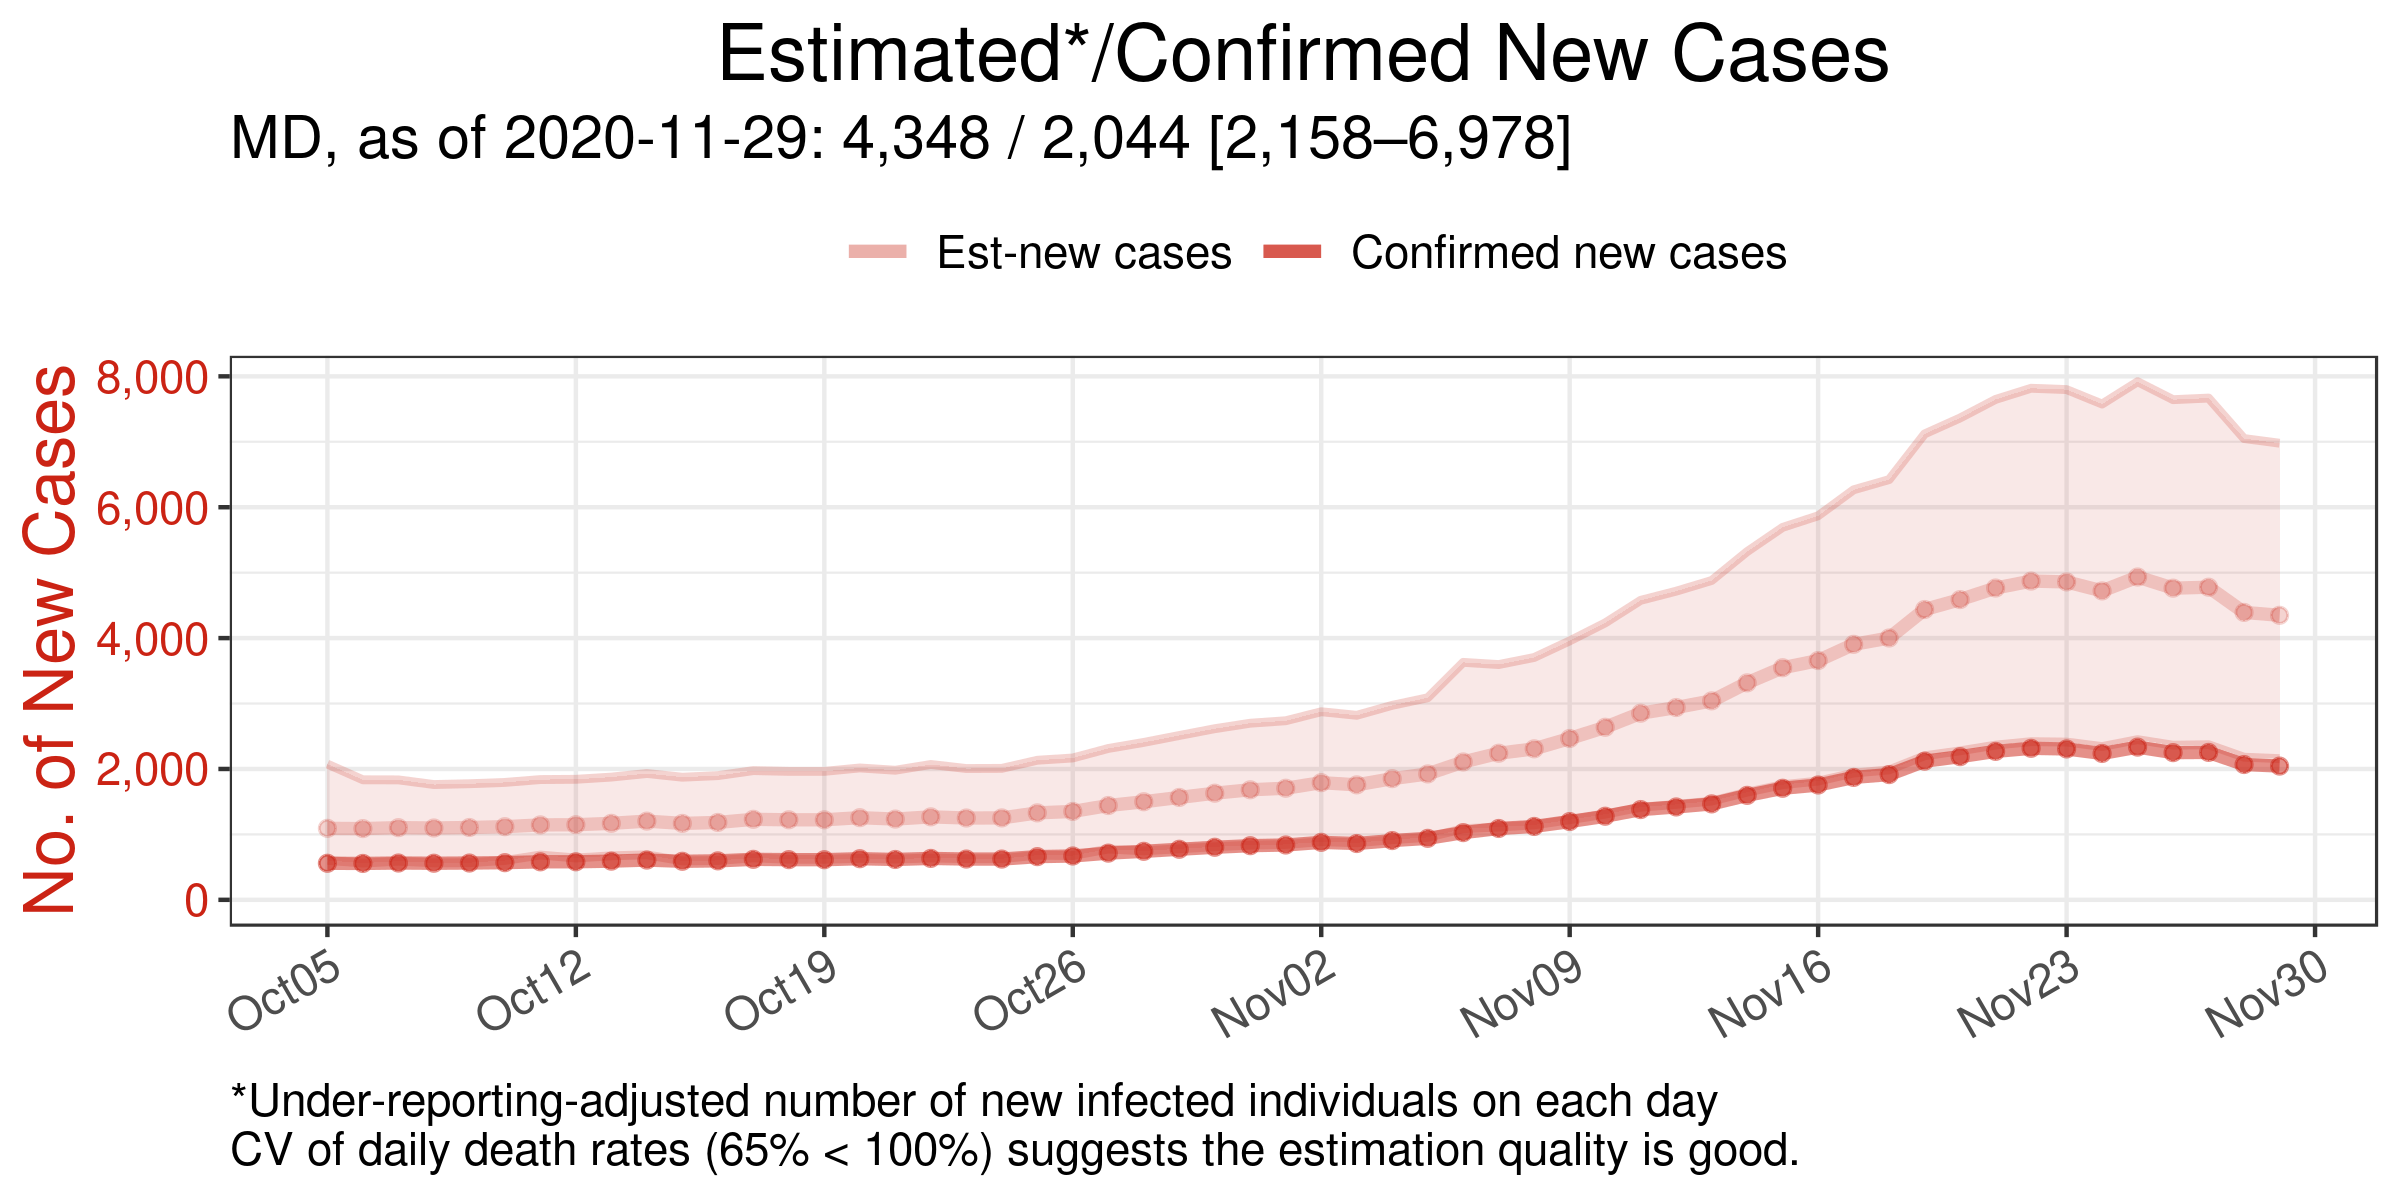 Estimated*/Confirmed New Cases
MD, as of 2020-11-29: 4,348 / 2,044 [2,158–6,978]
Est-new cases
Confirmed new cases
No. of New Cases
8,000
6,000
4,000
2,000
0
Oct05
Oct12
Oct19
Oct26
Nov02
Nov09
Nov16
Nov23
Nov30
*Under-reporting-adjusted number of new infected individuals on each day
CV of daily death rates (65% < 100%) suggests the estimation quality is good.